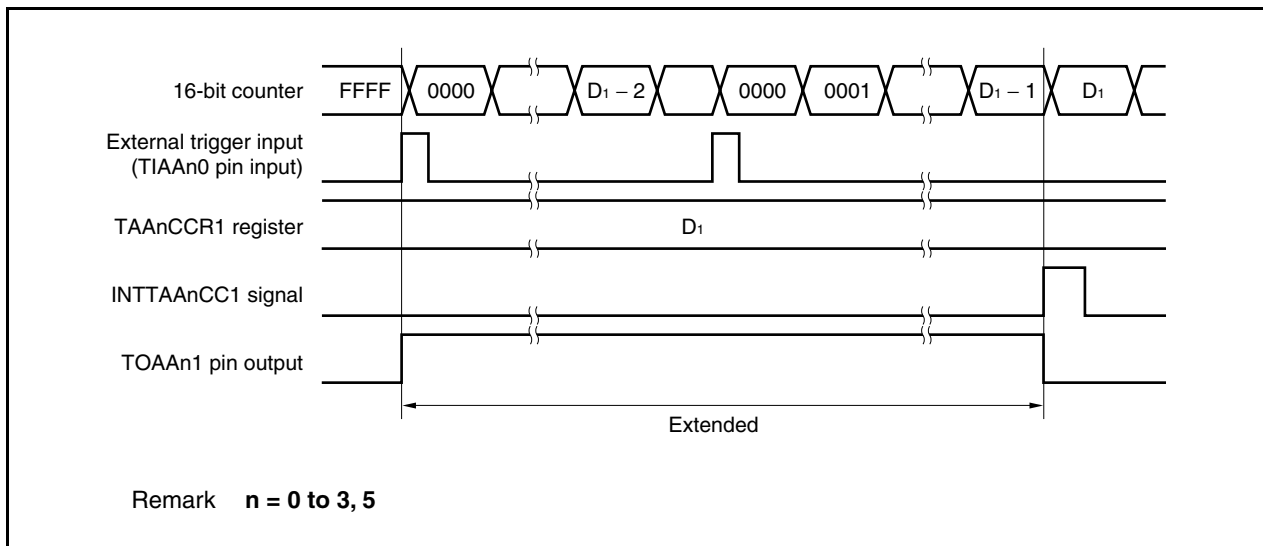 16-bit counter FFFF 0000 D₁ − 2 0000 0001 D₁ − 1 D₁
External trigger input
(TIAAn0 pin input)
TAAnCCR1 register D₁
INTTAAnCC1 signal
TOAAn1 pin output
Extended
Remark n = 0 to 3, 5